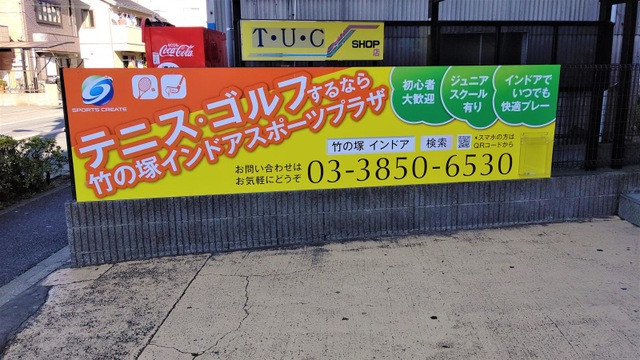 Coca-Cola
T・U・C
SHOP
店
SPORTS CREATE
テニス・ゴルフするなら
竹の塚インドアスポーツプラザ
初心者
大歓迎
ジュニア
スクール
有り
インドアで
いつでも
快適プレー
お問い合わせは
お気軽にどうぞ
竹の塚 インドア
検索
スマホの方は
QRコードから
03-3850-6530